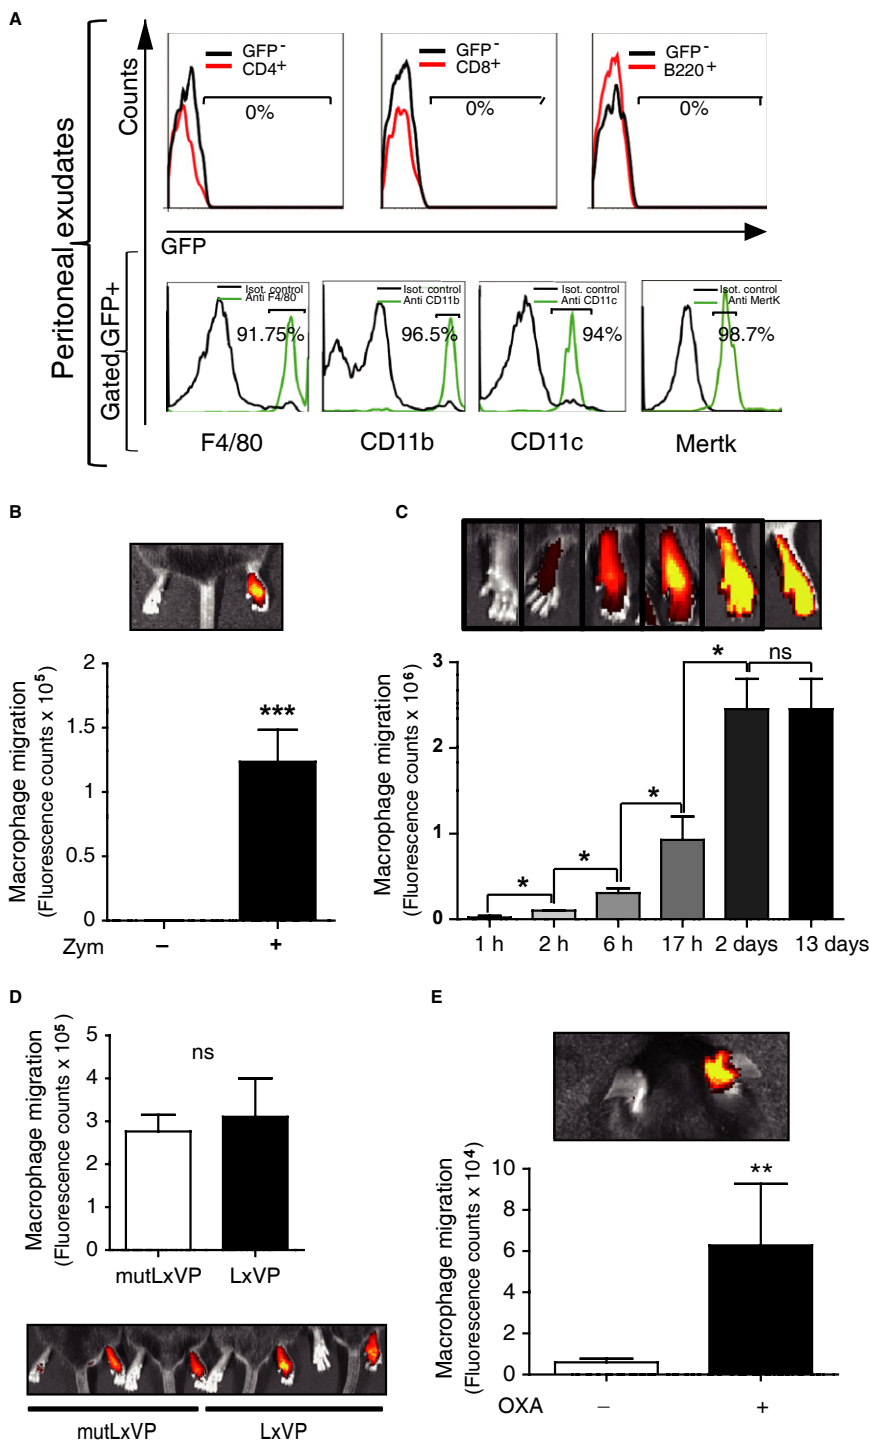 A
Peritoneal exudates
Counts
GFP-
CD4+
0%
GFP-
CD8+
0%
GFP-
B220+
0%
GFP
Gated GFP+
Isot. control
Anti F4/80
91.75%
F4/80
Isot. control
Anti CD11b
96.5%
CD11b
Isot. control
Anti CD11c
94%
CD11c
Isot. control
Anti MertK
98.7%
Mertk
B
Macrophage migration
(Fluorescence counts x 10⁵)
2
1.5
1
0.5
0
***
Zym – +
C
Macrophage migration
(Fluorescence counts x 10⁶)
3
2
1
0
* * * * ns
1 h 2 h 6 h 17 h 2 days 13 days
D
Macrophage migration
(Fluorescence counts x 10⁵)
5
4
3
2
1
0
ns
mutLxVP LxVP
mutLxVP LxVP
E
Macrophage migration
(Fluorescence counts x 10⁴)
10
8
6
4
2
0
**
OXA – +